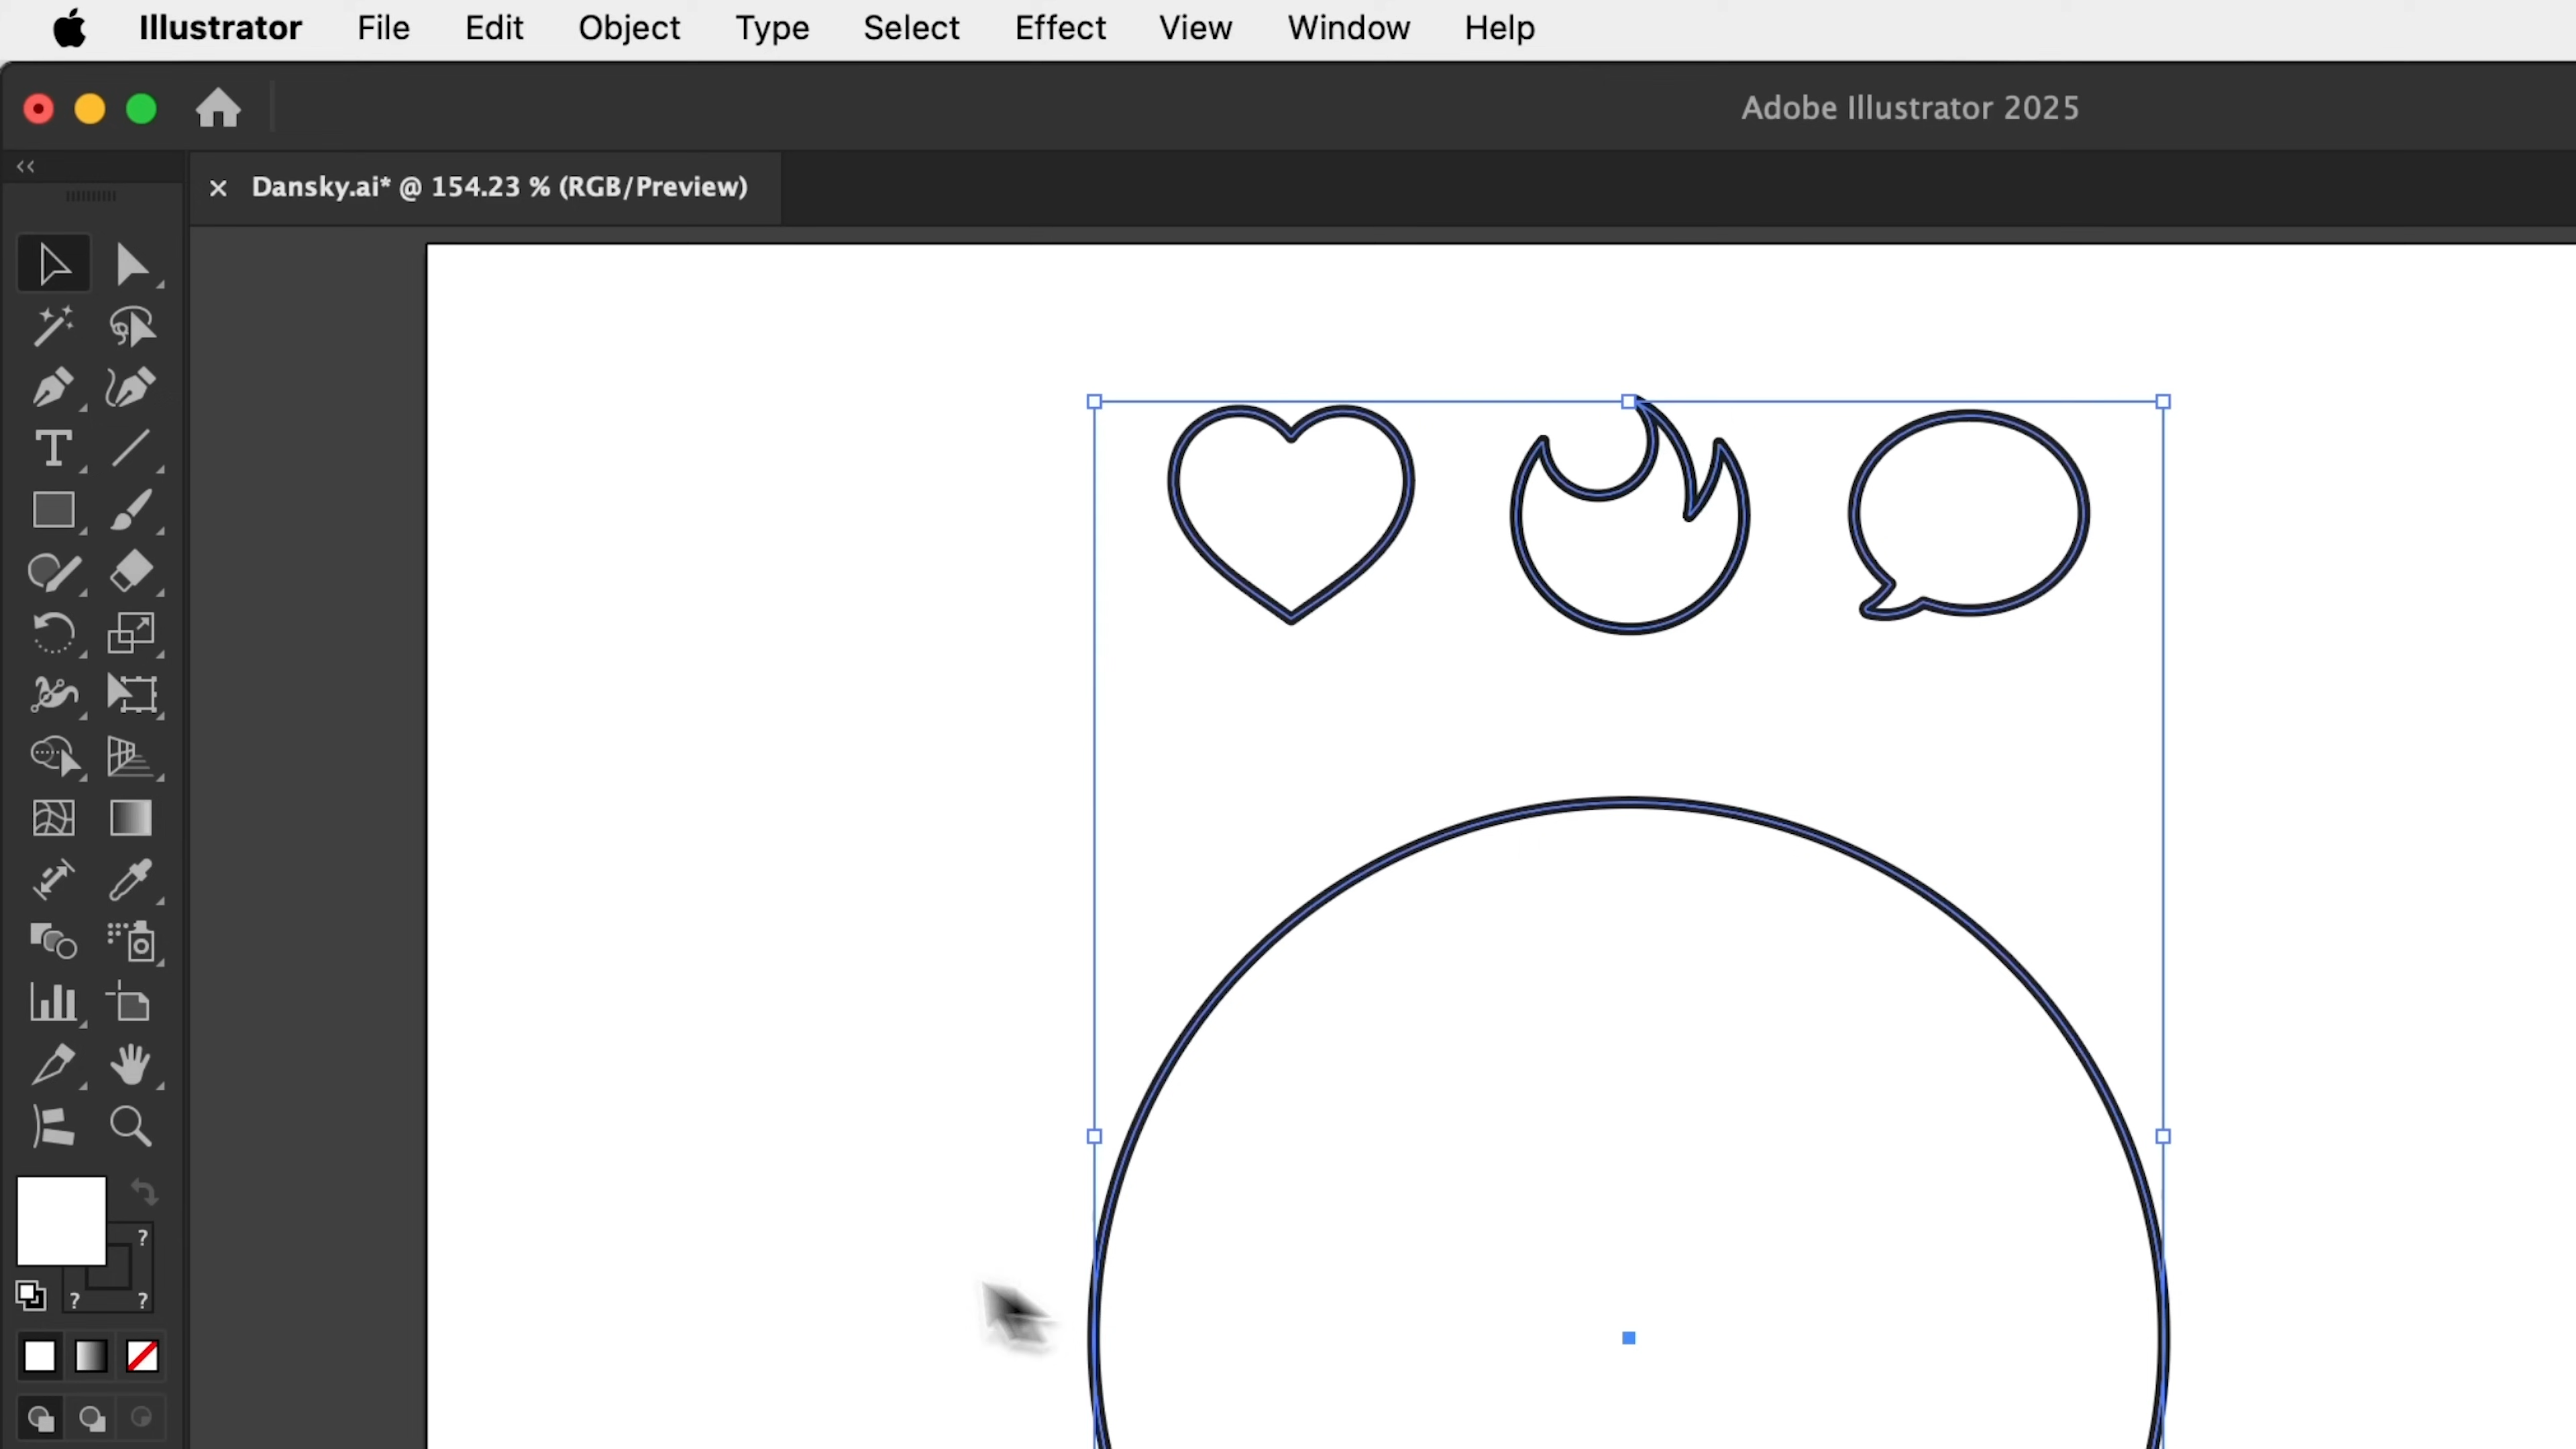 Illustrator File Edit Object Type Select Effect View Window Help
Adobe Illustrator 2025
Dansky.ai* @ 154.23 % (RGB/Preview)
?
? ?